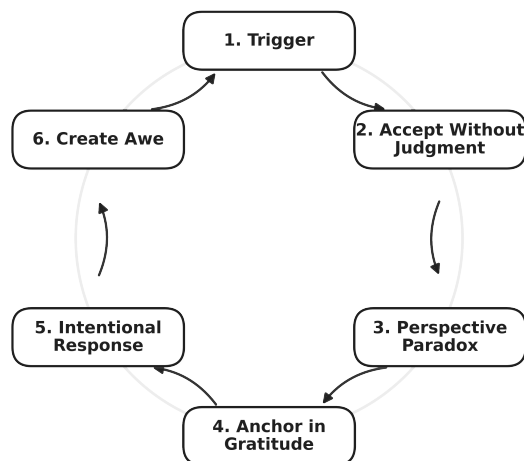 1. Trigger
2. Accept Without
Judgment
3. Perspective
Paradox
4. Anchor in
Gratitude
5. Intentional
Response
6. Create Awe